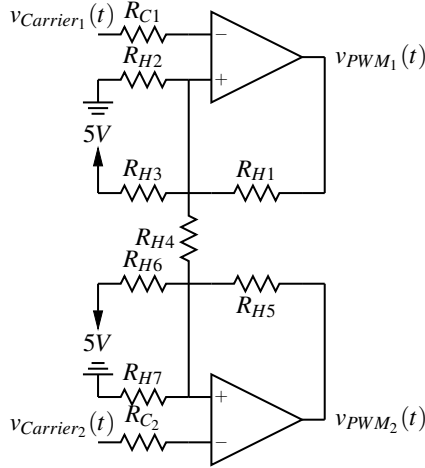 v_{Carrier_1}(t) R_{C1} − v_{PWM_1}(t)
R_{H2} +
5V
R_{H3} R_{H1}
R_{H4}
R_{H6}
R_{H5}
5V
R_{H7} +
v_{Carrier_2}(t) R_{C_2} − v_{PWM_2}(t)